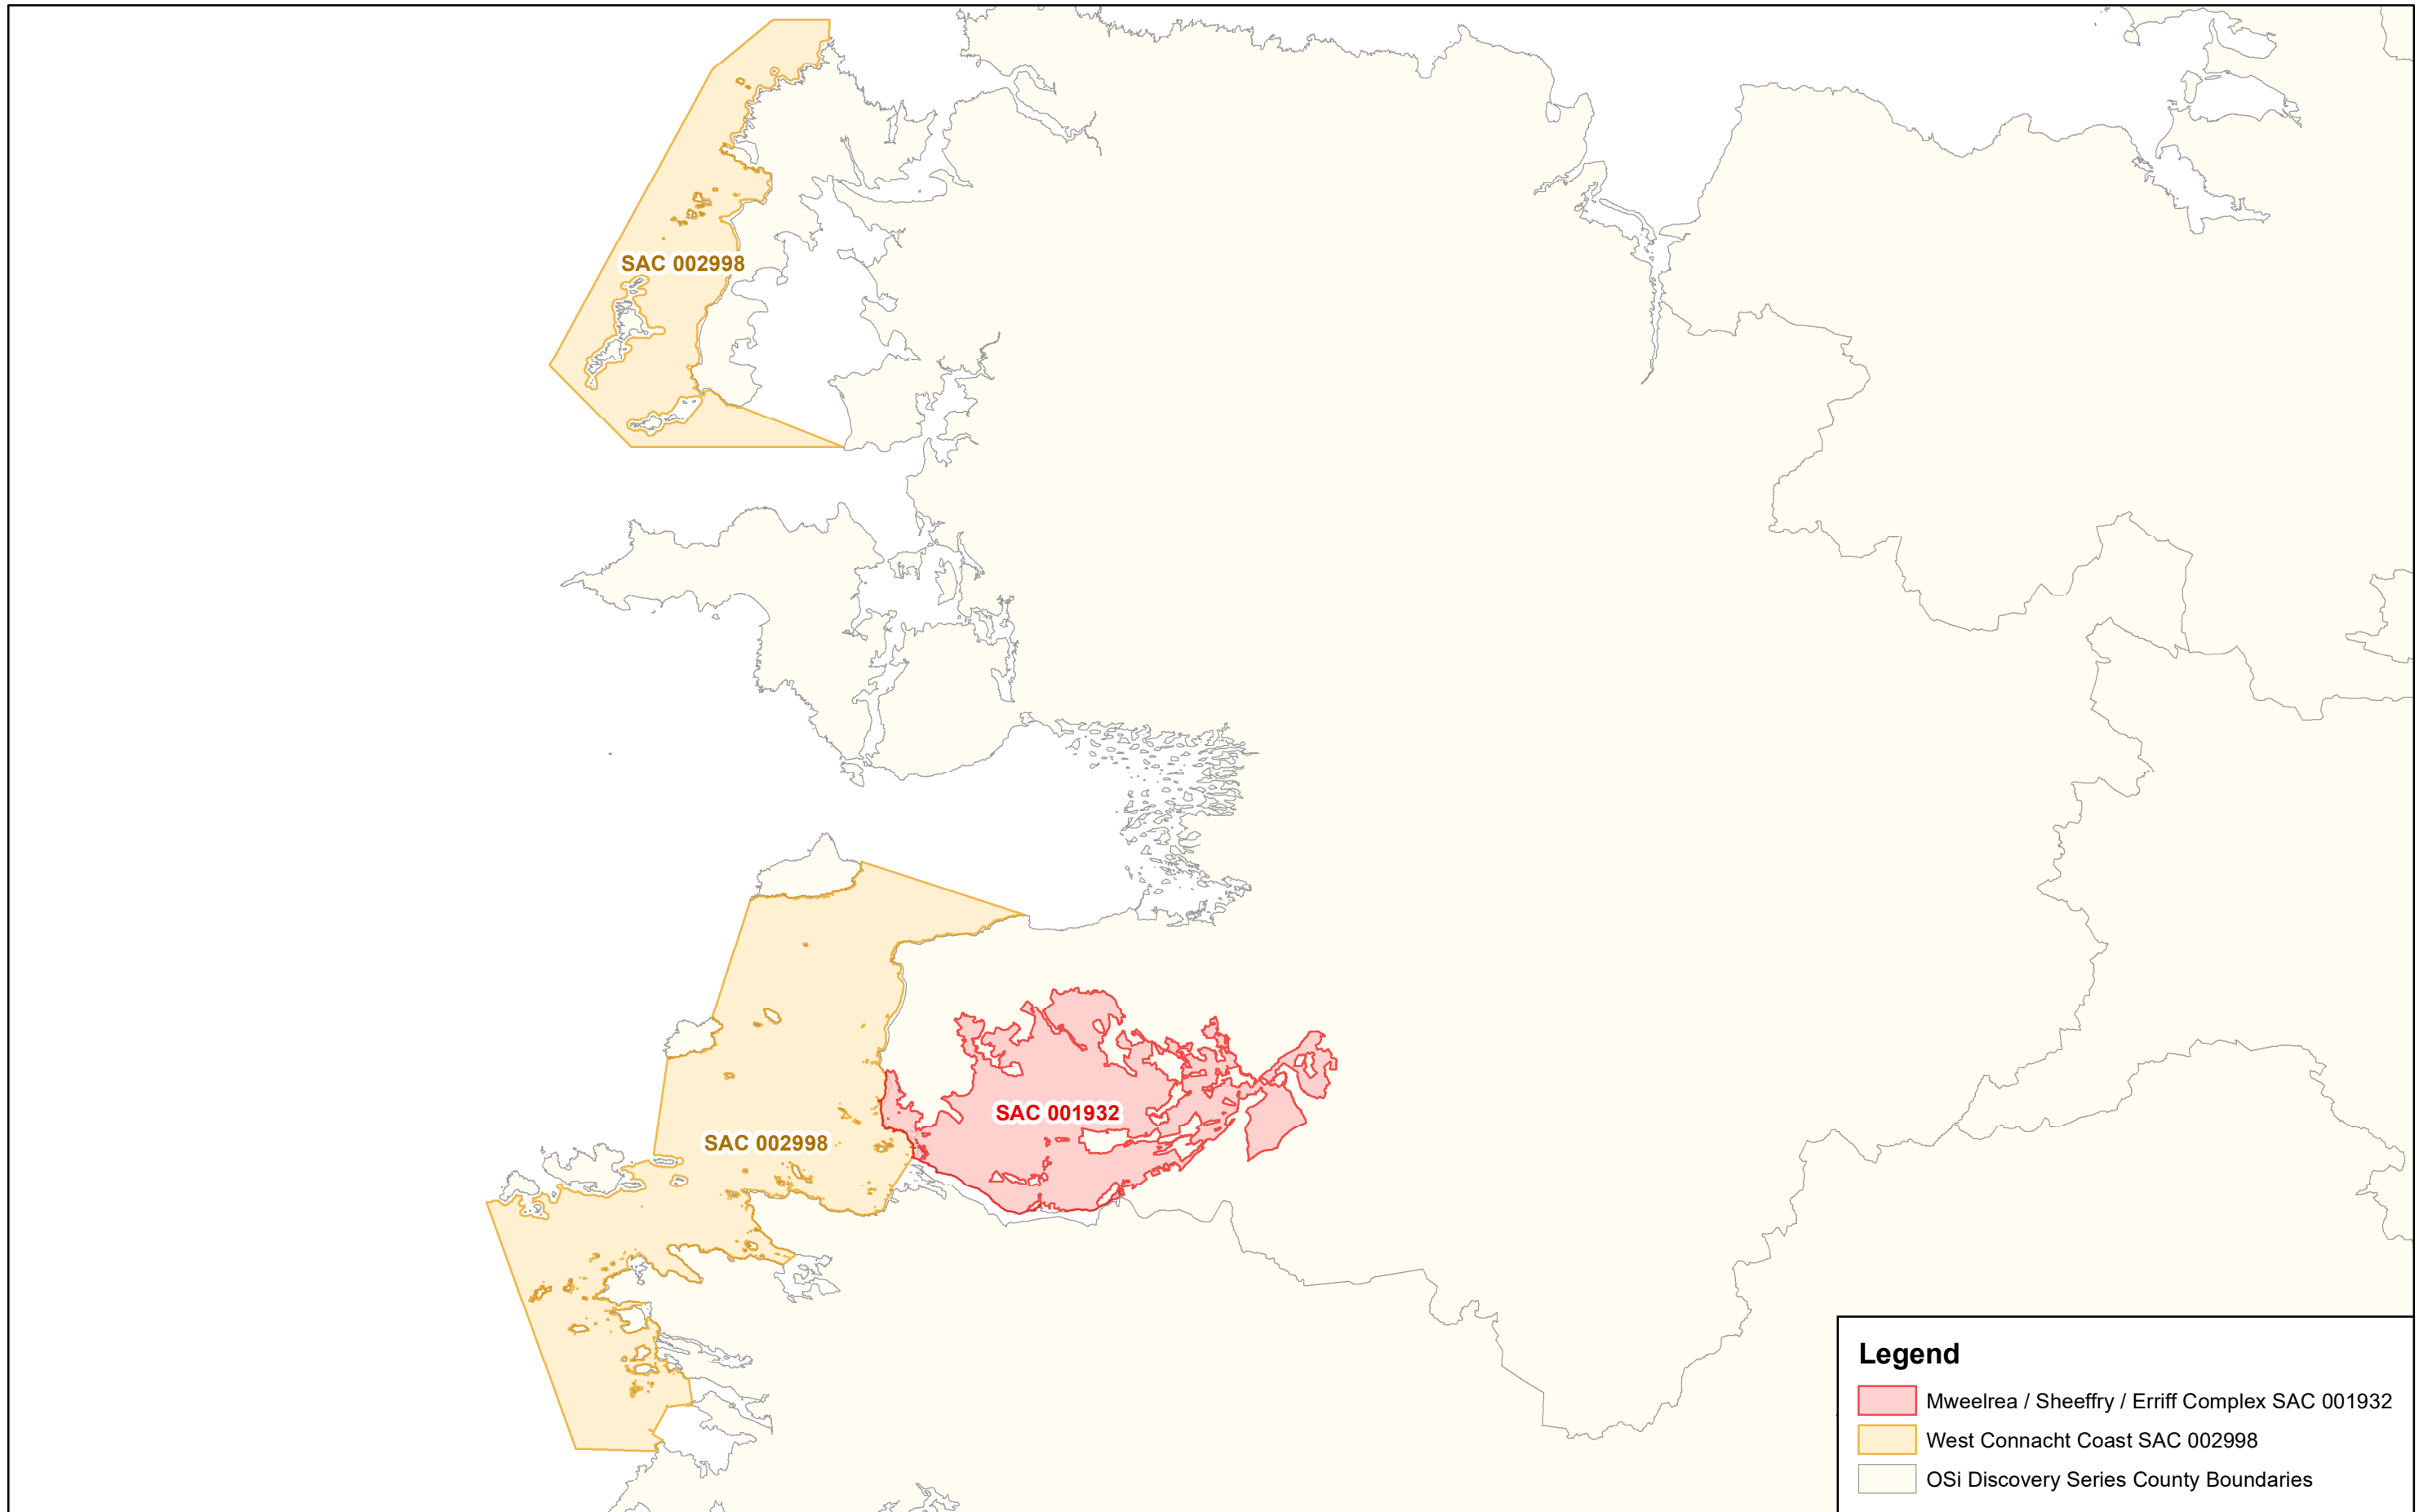 SAC 002998
SAC 001932
SAC 002998
Legend
Mweelrea / Sheeffry / Erriff Complex SAC 001932
West Connacht Coast SAC 002998
OSi Discovery Series County Boundaries